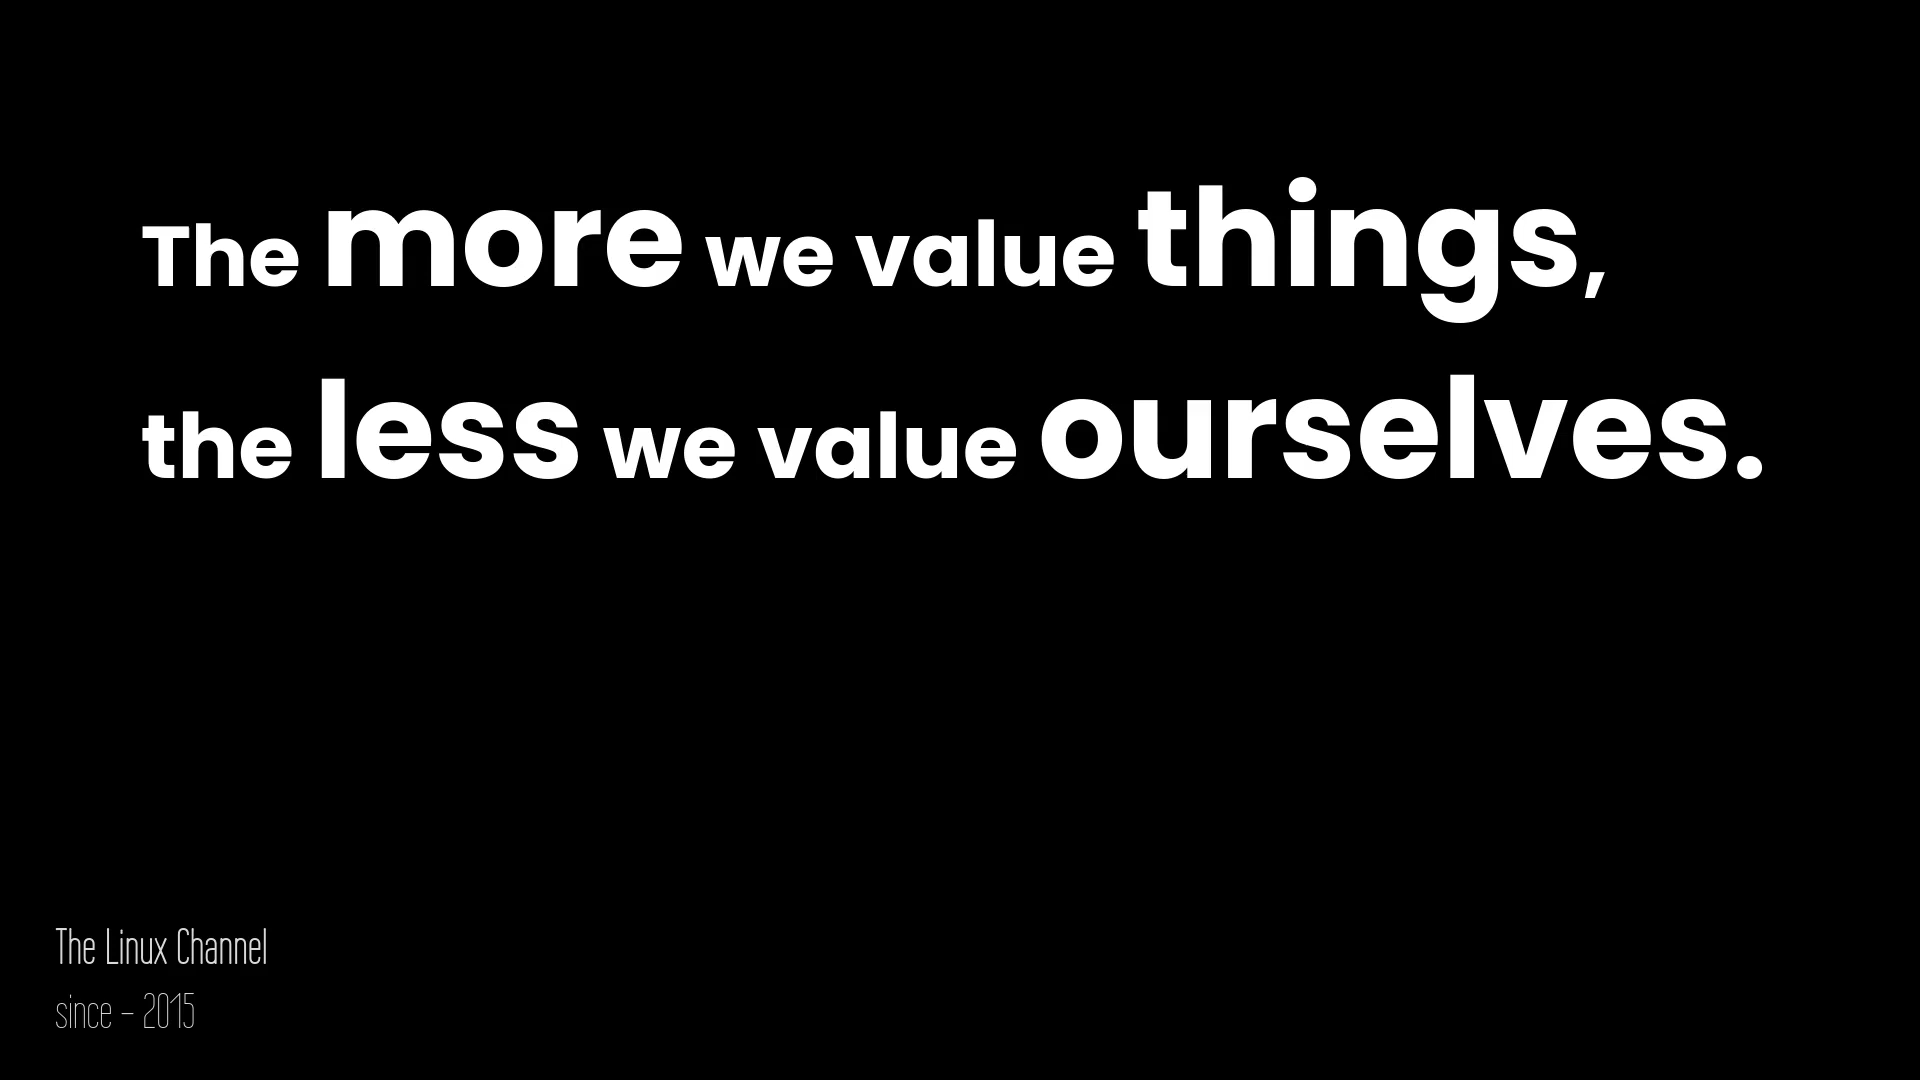 The more we value things,
the less we value ourselves.
The Linux Channel
since - 2015